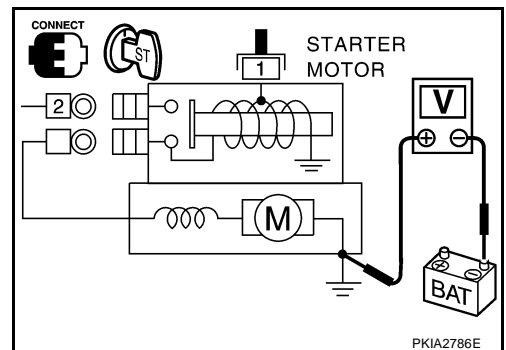 CONNECT
ST
1
STARTER
MOTOR
V
2
M
BAT
PKIA2786E